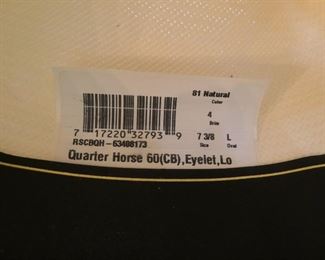 81 Natural
Color
4
Brim
7 17220 32793 9
7 3/8 L
Size Oval
RSCBQH-63408173
Quarter Horse 60(CB),Eyelet,Lo